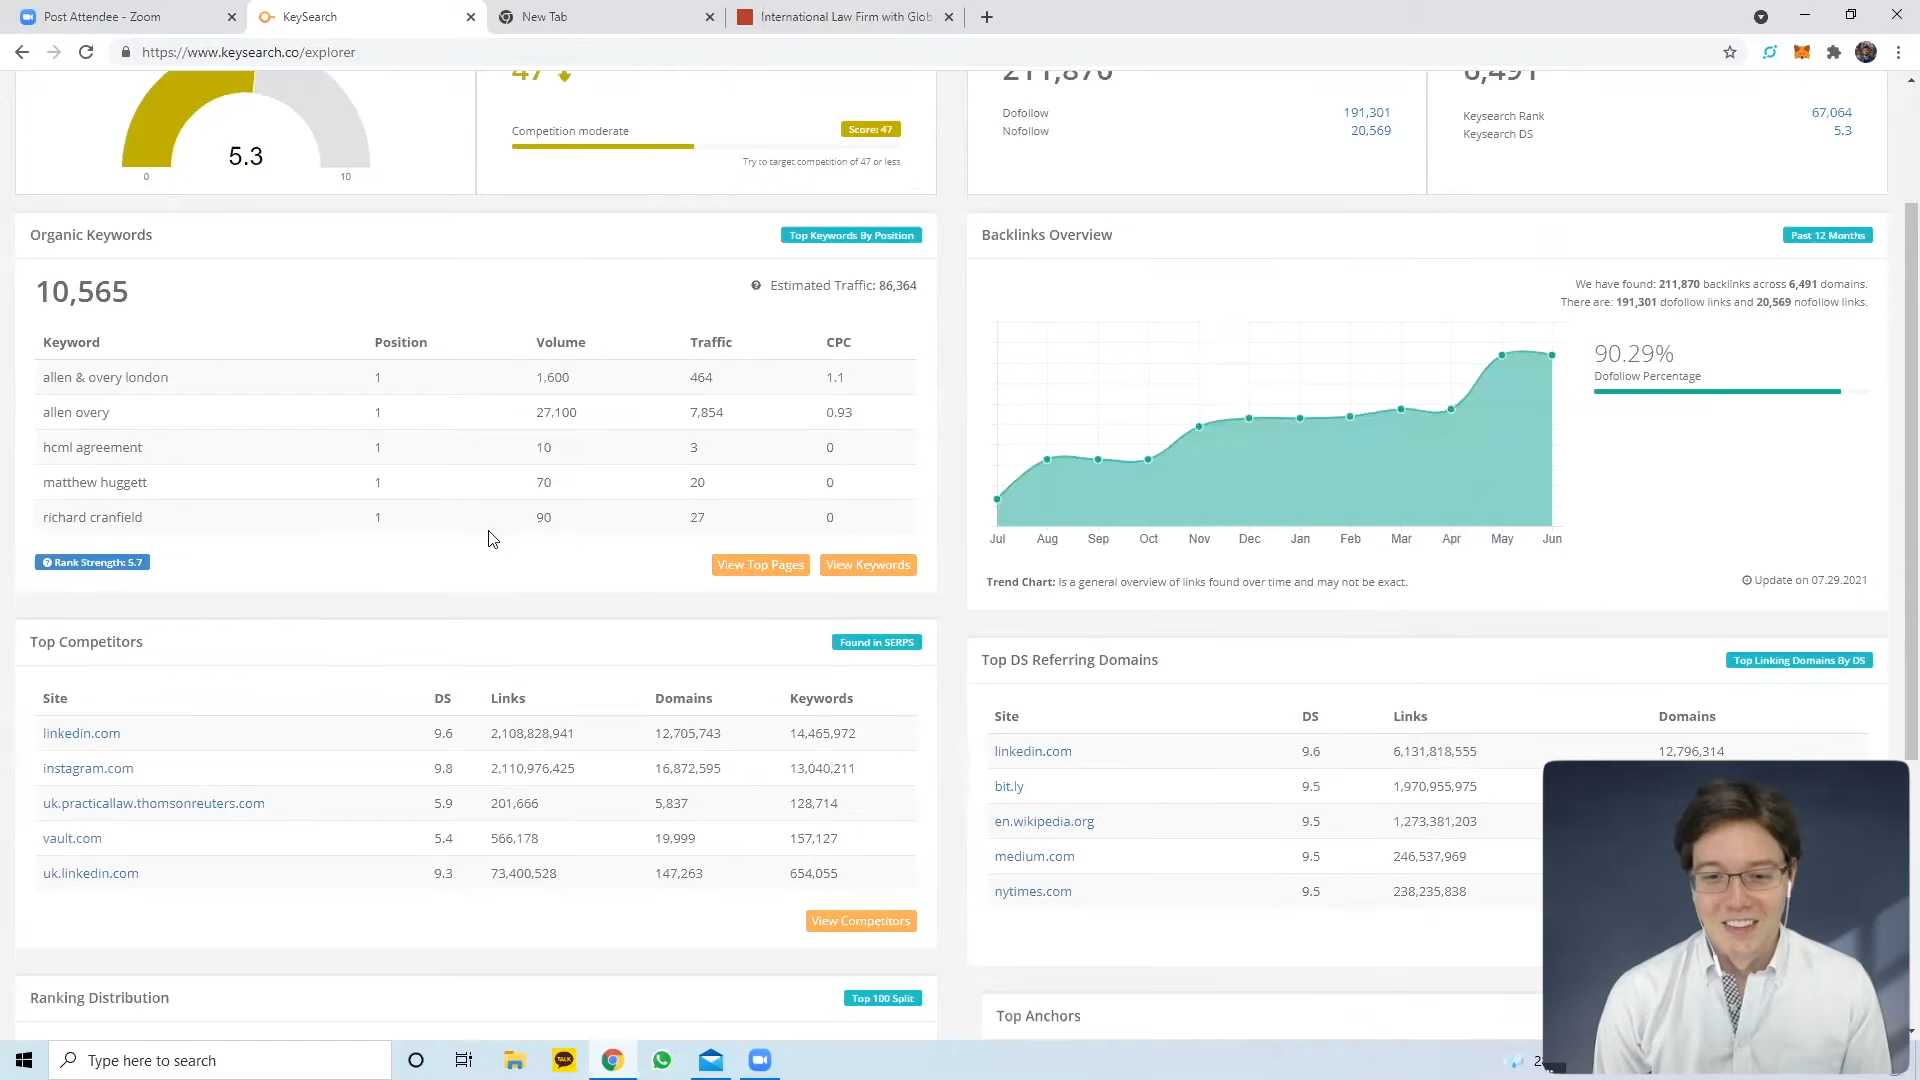 Post Attendee - Zoom
KeySearch
New Tab
International Law Firm with Glob
https://www.keysearch.co/explorer
5.3
0 10
47
Competition moderate
Score: 47
Try to target competition of 47 or less
211,870
Dofollow 191,301
Nofollow 20,569
6,491
Keysearch Rank 67,064
Keysearch DS 5.3
Organic Keywords
Top Keywords By Position
10,565
Estimated Traffic: 86,364
Keyword Position Volume Traffic CPC
allen & overy london 1 1,600 464 1.1
allen overy 1 27,100 7,854 0.93
hcml agreement 1 10 3 0
matthew huggett 1 70 20 0
richard cranfield 1 90 27 0
Rank Strength: 5.7
View Top Pages
View Keywords
Backlinks Overview
Past 12 Months
We have found: 211,870 backlinks across 6,491 domains.
There are: 191,301 dofollow links and 20,569 nofollow links.
90.29%
Dofollow Percentage
Jul Aug Sep Oct Nov Dec Jan Feb Mar Apr May Jun
Trend Chart: Is a general overview of links found over time and may not be exact.
Update on 07.29.2021
Top Competitors
Found in SERPS
Site DS Links Domains Keywords
linkedin.com 9.6 2,108,828,941 12,705,743 14,465,972
instagram.com 9.8 2,110,976,425 16,872,595 13,040,211
uk.practicallaw.thomsonreuters.com 5.9 201,666 5,837 128,714
vault.com 5.4 566,178 19,999 157,127
uk.linkedin.com 9.3 73,400,528 147,263 654,055
View Competitors
Top DS Referring Domains
Top Linking Domains By DS
Site DS Links Domains
linkedin.com 9.6 6,131,818,555 12,796,314
bit.ly 9.5 1,970,955,975
en.wikipedia.org 9.5 1,273,381,203
medium.com 9.5 246,537,969
nytimes.com 9.5 238,235,838
Ranking Distribution
Top 100 Split
Top Anchors
Type here to search
TALK